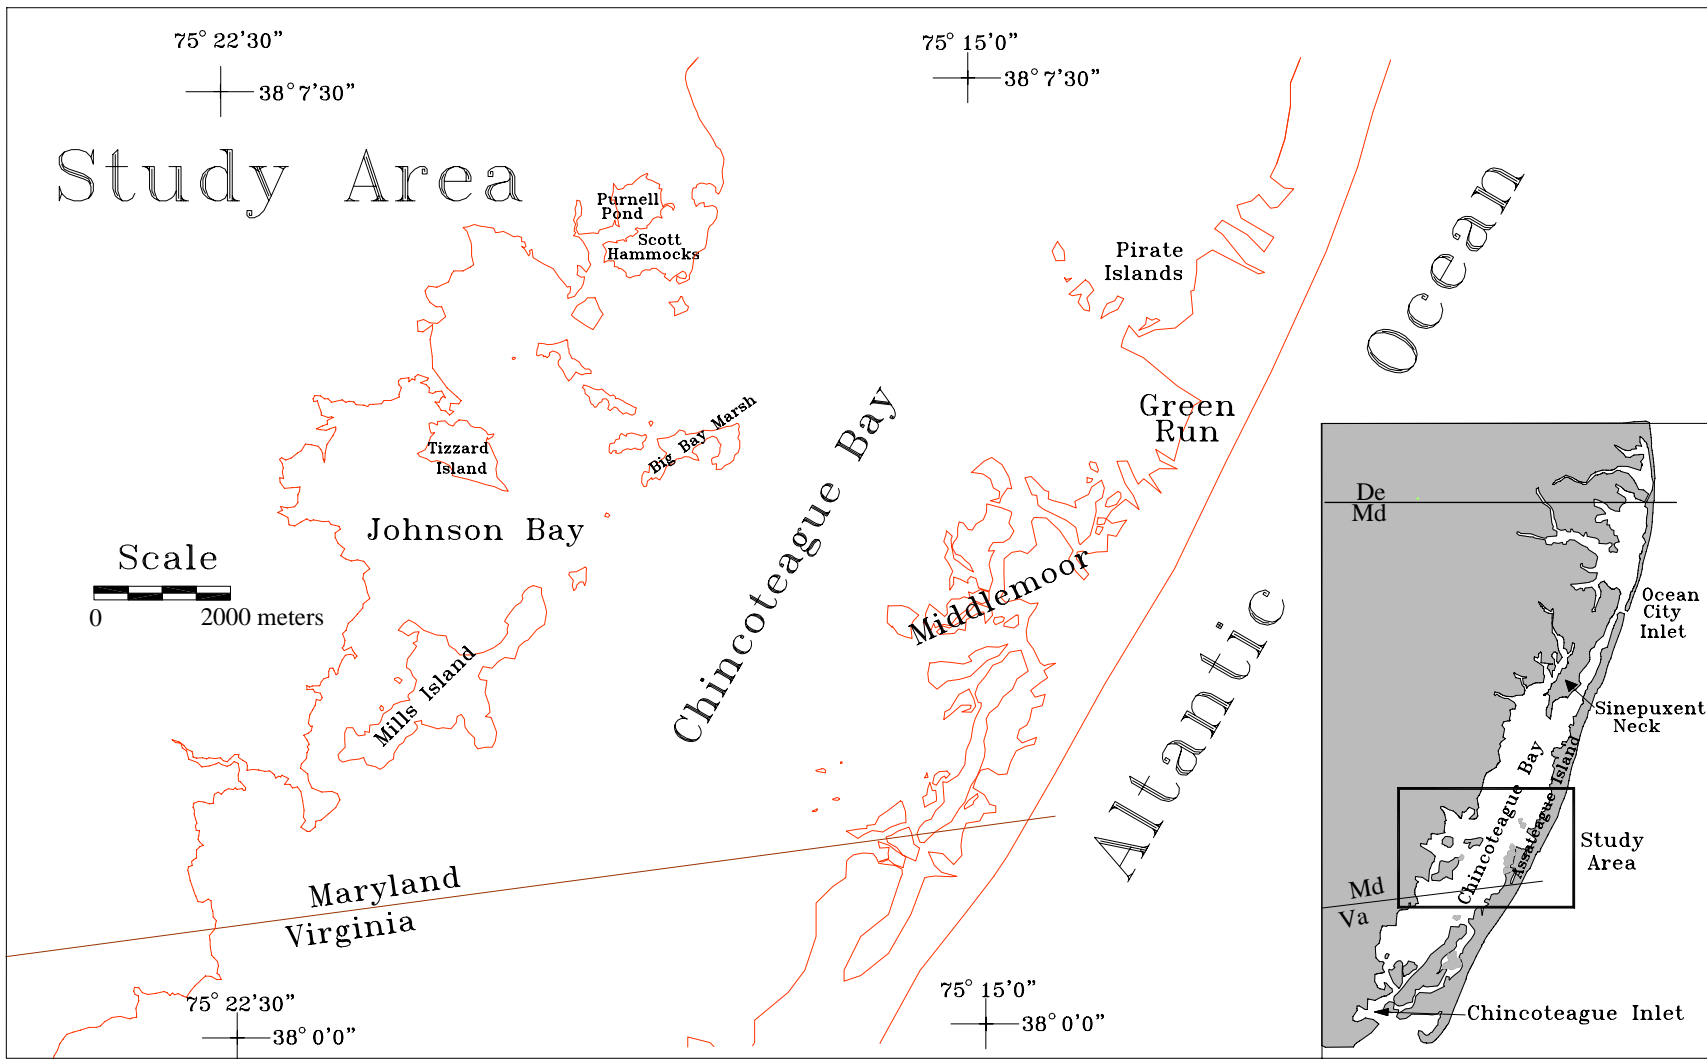 75° 22'30"
38° 7'30"
75° 15'0"
38° 7'30"
Study Area
Purnell
Pond
Scott
Hammocks
Pirate
Islands
Ocean
Green
Run
Big Bay Marsh
Tizzard
Island
Chincoteague Bay
Johnson Bay
Scale
0
2000 meters
Middlemoor
Mills Island
Altantic
Maryland
Virginia
75° 22'30"
38° 0'0"
75° 15'0"
38° 0'0"
De
Md
Ocean
City
Inlet
Sinepuxent
Neck
Chincoteague Bay
Assateague Island
Study
Area
Md
Va
Chincoteague Inlet